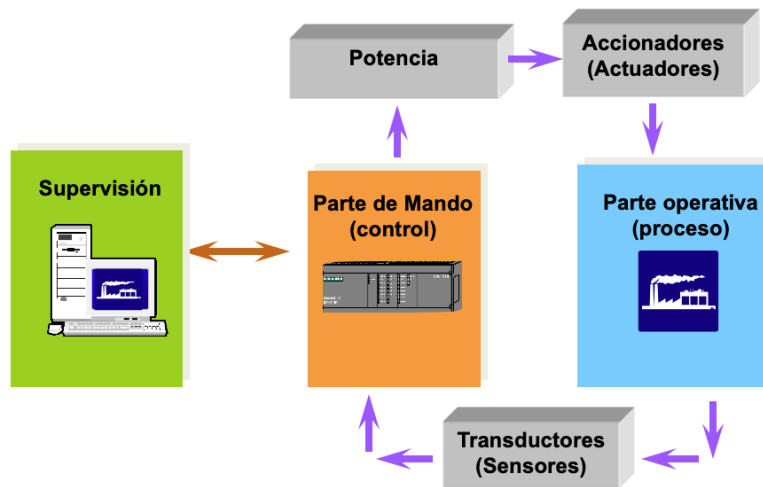 Potencia
Accionadores
(Actuadores)
Supervisión
Parte de Mando
(control)
Parte operativa
(proceso)
Transductores
(Sensores)